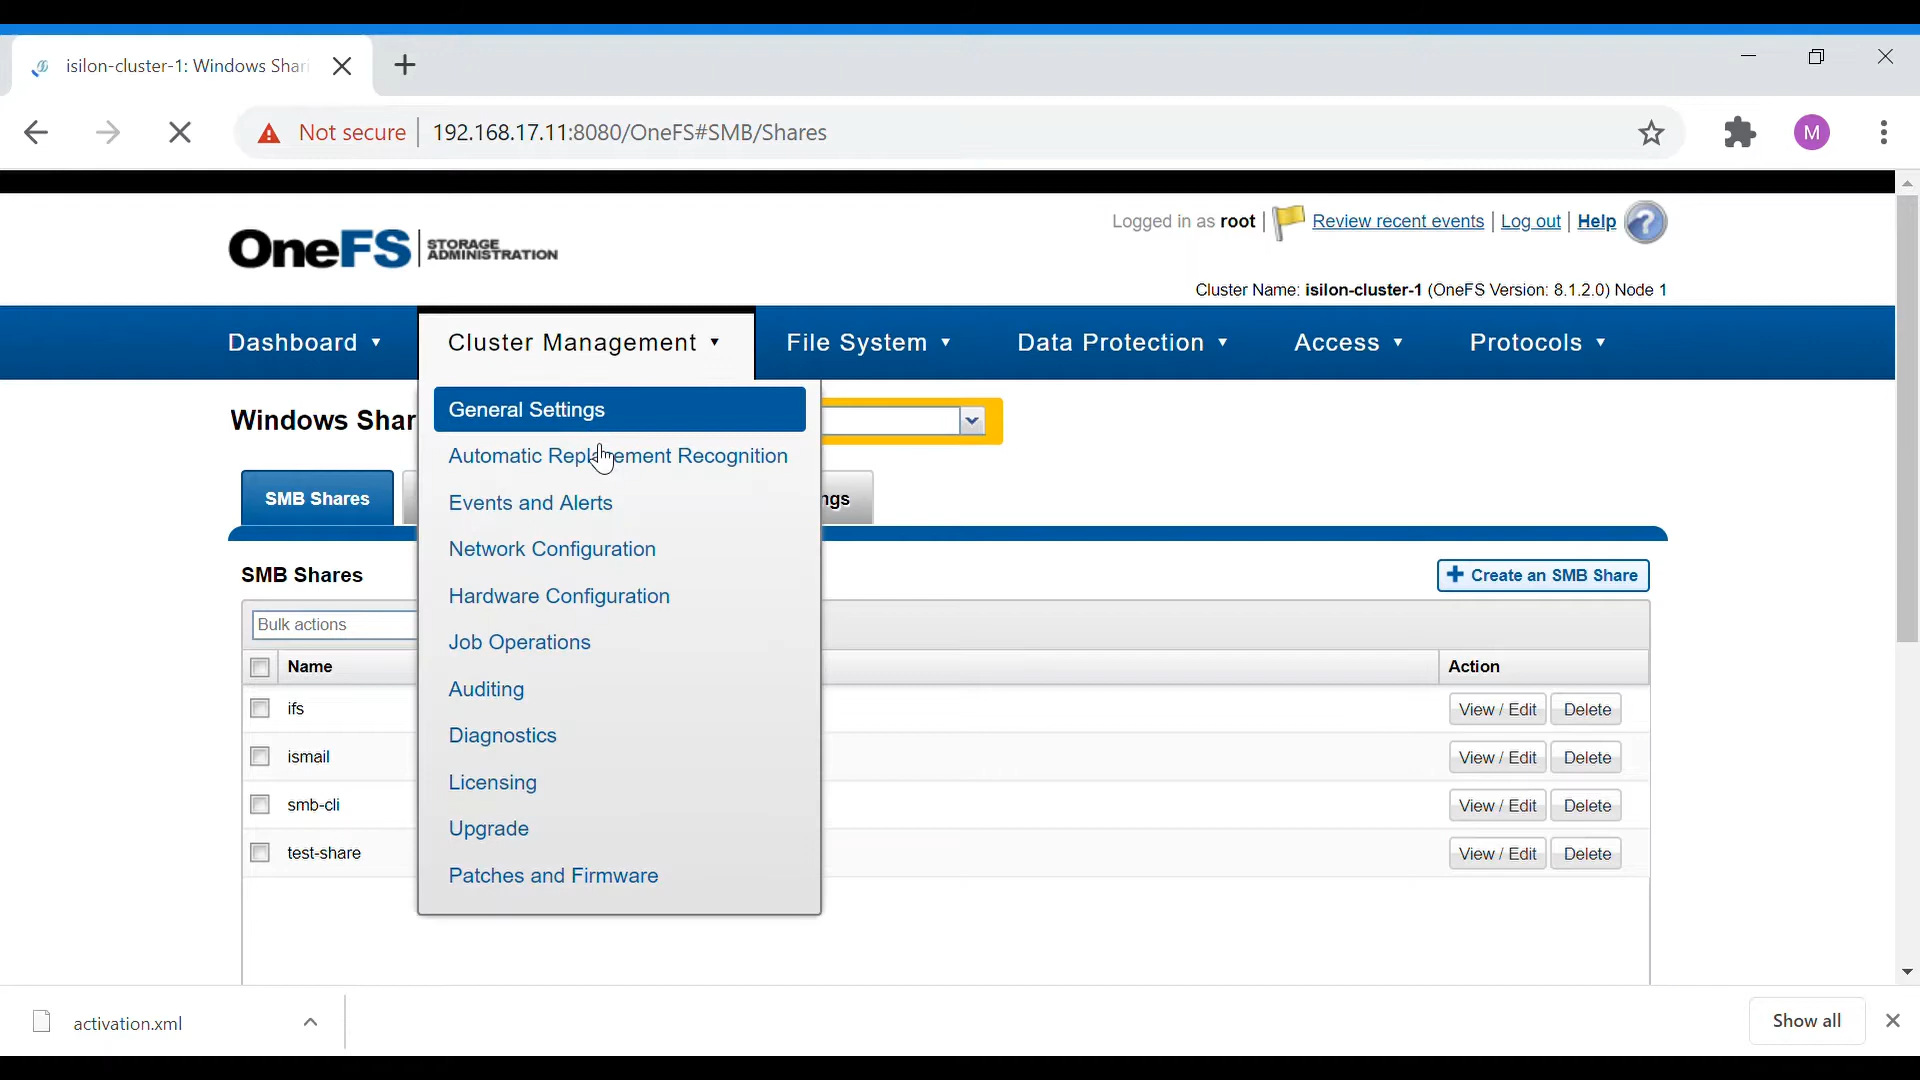 isilon-cluster-1: Windows Shari
Not secure 192.168.17.11:8080/OneFS#SMB/Shares
M
Logged in as root Review recent events Log out Help ?
OneFS STORAGE ADMINISTRATION
Cluster Name: isilon-cluster-1 (OneFS Version: 8.1.2.0) Node 1
Dashboard Cluster Management File System Data Protection Access Protocols
General Settings
Windows Shar
Automatic Replacement Recognition
SMB Shares
Events and Alerts
ngs
Network Configuration
SMB Shares
Create an SMB Share
Hardware Configuration
Bulk actions
Job Operations
Name
Action
Auditing
ifs
View / Edit Delete
Diagnostics
ismail
View / Edit Delete
Licensing
smb-cli
View / Edit Delete
Upgrade
test-share
View / Edit Delete
Patches and Firmware
activation.xml
Show all